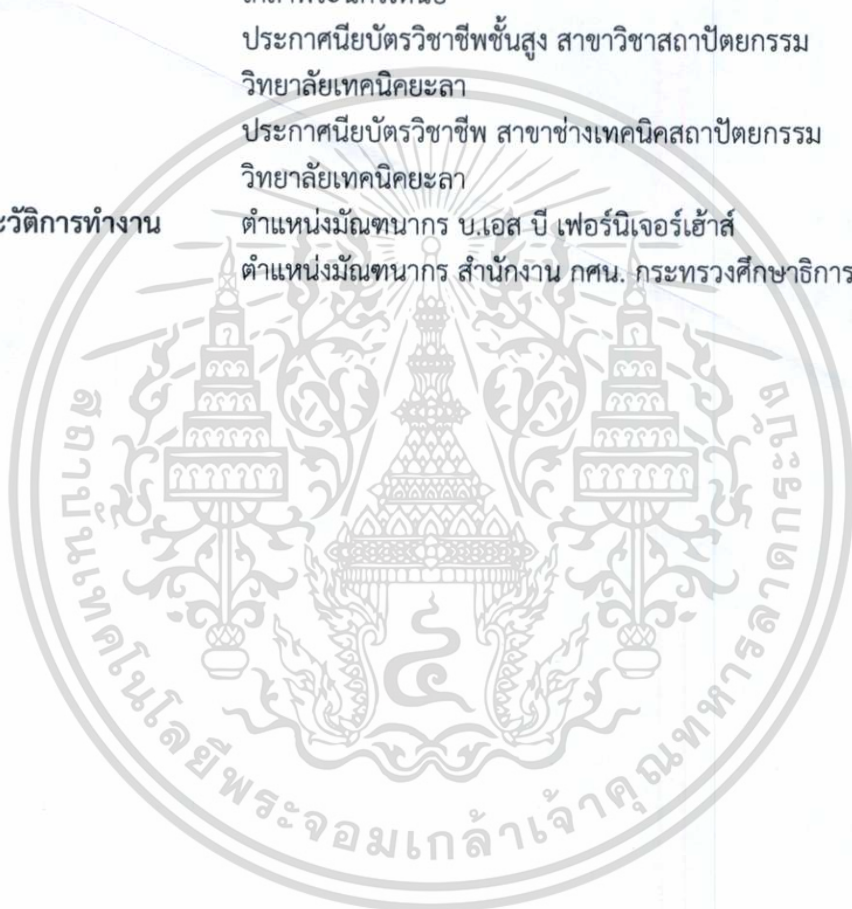 ประกาศนียบัตรวิชาชีพชั้นสูง สาขาวิชาสถาปัตยกรรม
วิทยาลัยเทคนิคยะลา
ประกาศนียบัตรวิชาชีพ สาขาช่างเทคนิคสถาปัตยกรรม
วิทยาลัยเทคนิคยะลา
ะวัติการทำงาน ตำแหน่งมัณฑนากร บ.เอส บี เฟอร์นิเจอร์เฮ้าส์
ตำแหน่งมัณฑนากร สำนักงาน กศน. กระทรวงศึกษาธิการ
สถาบันเทคโนโลยีพระจอมเกล้าเจ้าคุณทหารลาดกระบัง